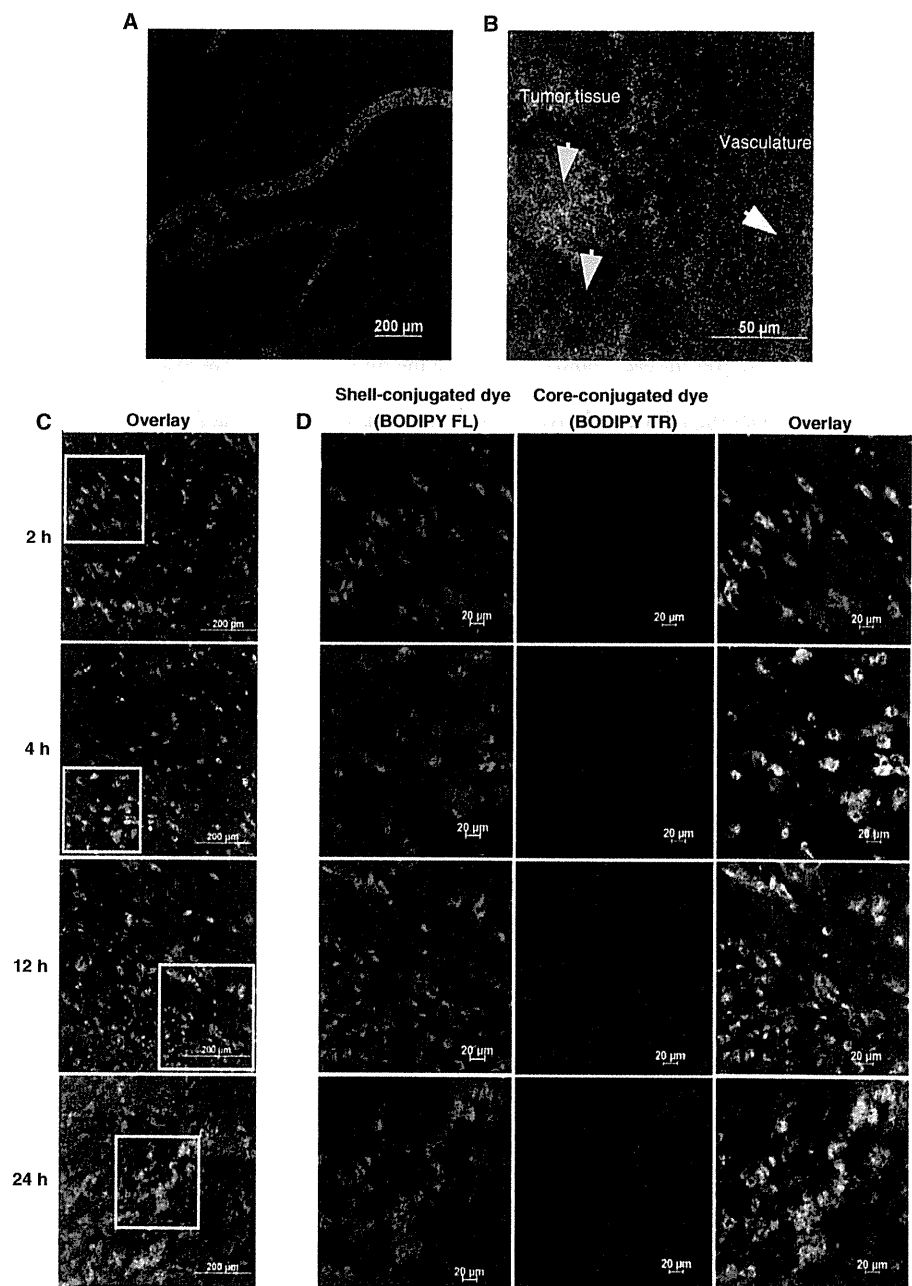 A
B
Tumor tissue
Vasculature
200 μm
50 μm
Shell-conjugated dye
(BODIPY FL)
Core-conjugated dye
(BODIPY TR)
C
Overlay
D
Overlay
2 h
200 μm
20 μm
20 μm
20 μm
4 h
200 μm
20 μm
20 μm
20 μm
12 h
200 μm
20 μm
20 μm
20 μm
24 h
200 μm
20 μm
20 μm
20 μm